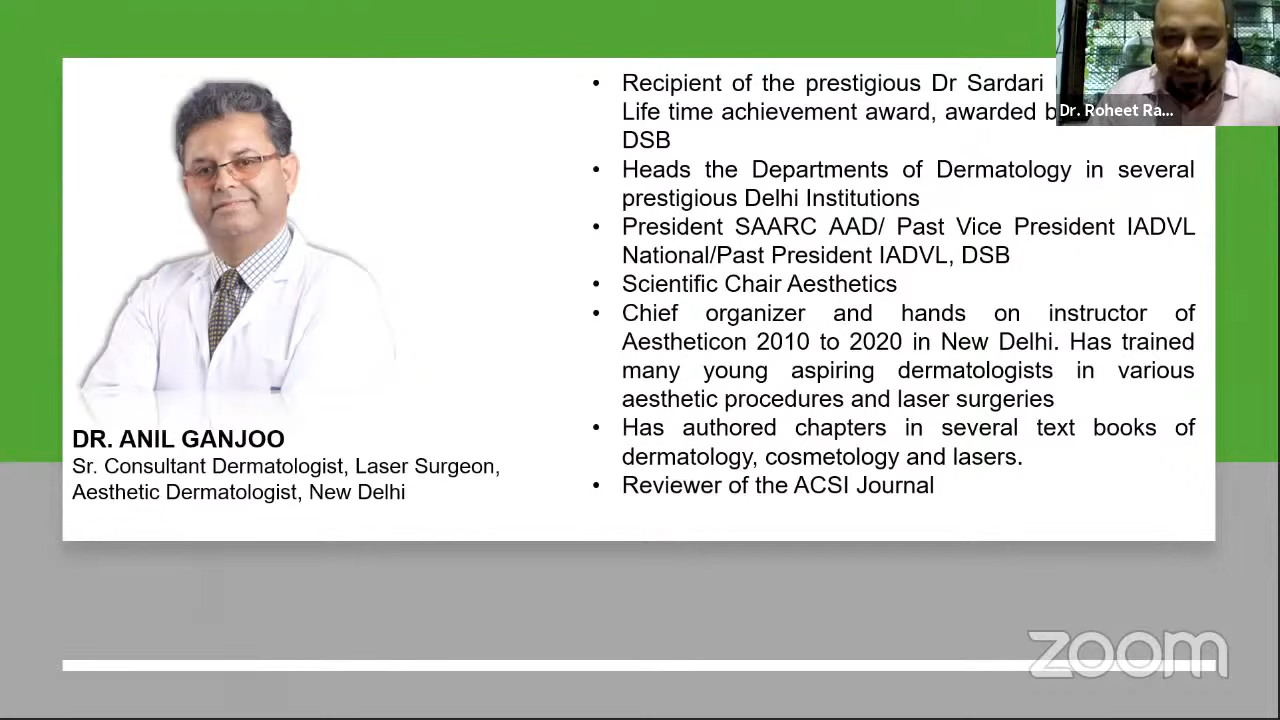 Dr. Roheet Ra...
• Recipient of the prestigious Dr Sardari
Life time achievement award, awarded
DSB
• Heads the Departments of Dermatology in several
prestigious Delhi Institutions
• President SAARC AAD/ Past Vice President IADVL
National/Past President IADVL, DSB
• Scientific Chair Aesthetics
• Chief organizer and hands on instructor of
Aestheticon 2010 to 2020 in New Delhi. Has trained
many young aspiring dermatologists in various
aesthetic procedures and laser surgeries
• Has authored chapters in several text books of
dermatology, cosmetology and lasers.
• Reviewer of the ACSI Journal
DR. ANIL GANJOO
Sr. Consultant Dermatologist, Laser Surgeon,
Aesthetic Dermatologist, New Delhi
zoom